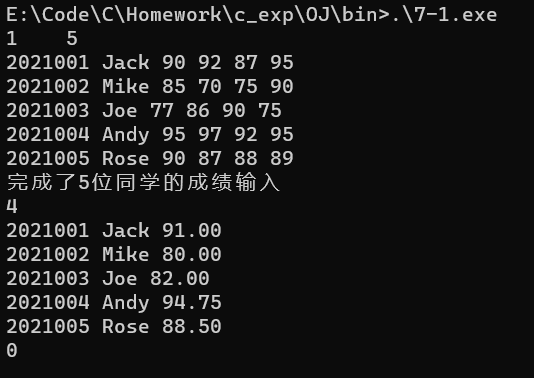 E:\Code\C\Homework\c_exp\OJ\bin>.\7-1.exe
1    5
2021001 Jack 90 92 87 95
2021002 Mike 85 70 75 90
2021003 Joe 77 86 90 75
2021004 Andy 95 97 92 95
2021005 Rose 90 87 88 89
完成了5位同学的成绩输入
4
2021001 Jack 91.00
2021002 Mike 80.00
2021003 Joe 82.00
2021004 Andy 94.75
2021005 Rose 88.50
0